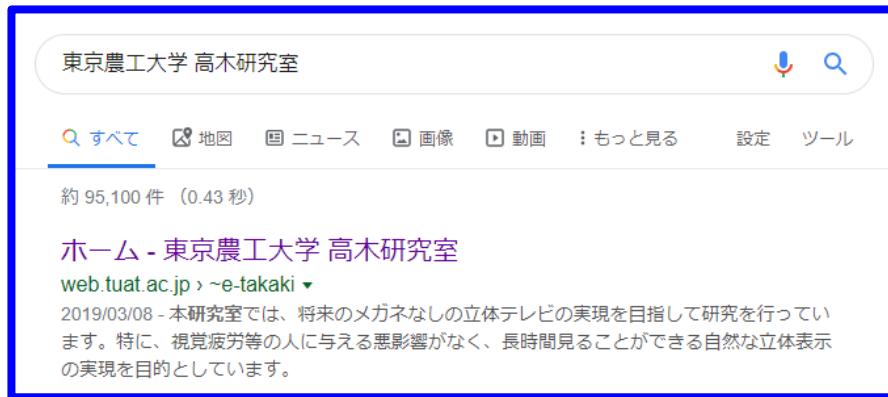 東京農工大学 高木研究室
すべて 地図 ニュース 画像 動画 もっと見る 設定 ツール
約 95,100 件 （0.43 秒）
ホーム - 東京農工大学 高木研究室
web.tuat.ac.jp › ~e-takaki
2019/03/08 - 本研究室では、将来のメガネなしの立体テレビの実現を目指して研究を行ってい
ます。特に、視覚疲労等の人に与える悪影響がなく、長時間見ることができる自然な立体表示
の実現を目的としています。